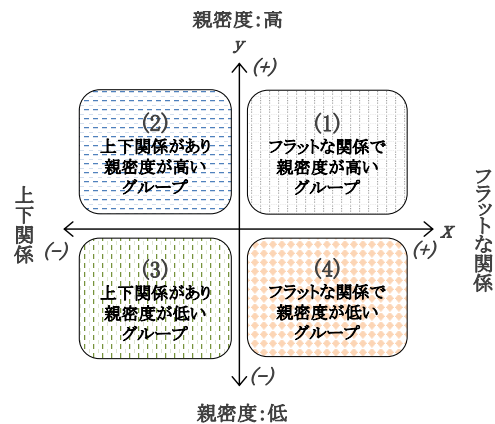 親密度：高
y
(+)
(2)
上下関係があり
親密度が高い
グループ
(1)
フラットな関係で
親密度が高い
グループ
上下関係
(-)
フラットな関係
x
(+)
(3)
上下関係があり
親密度が低い
グループ
(4)
フラットな関係で
親密度が低い
グループ
(-)
親密度：低